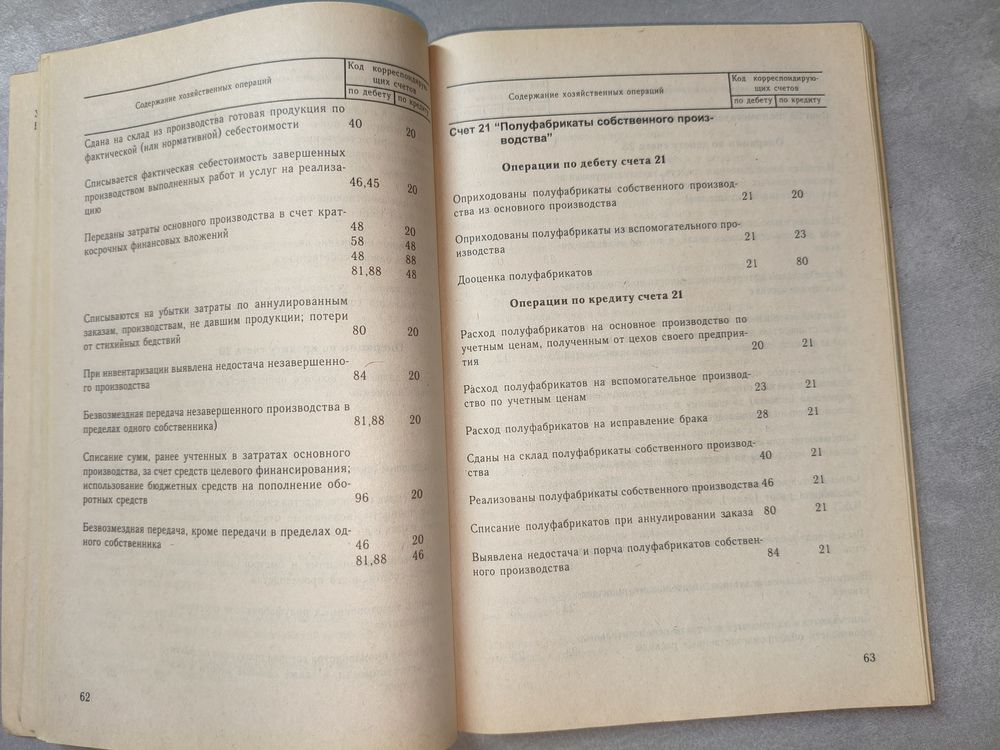 Содержание хозяйственных операций
Код корреспондирую-
щих счетов
по дебету по кредиту
Сдана на склад из производства готовая продукция по
фактической (или нормативной) себестоимости 40 20
Списывается фактическая себестоимость завершенных
производством выполненных работ и услуг на реализа-
цию 46,45 20
Переданы затраты основного производства в счет крат-
косрочных финансовых вложений 48 20
58 48
48 88
81,88 48
Списываются на убытки затраты по аннулированным
заказам, производствам, не давшим продукции; потери
от стихийных бедствий 80 20
При инвентаризации выявлена недостача незавершенно-
го производства 84 20
Безвозмездная передача незавершенного производства в
пределах одного собственника) 81,88 20
Списание сумм, ранее учтенных в затратах основного
производства, за счет средств целевого финансирования;
использование бюджетных средств на пополнение обо-
ротных средств 96 20
Безвозмездная передача, кроме передачи в пределах од-
ного собственника 46 20
81,88 46
62
Содержание хозяйственных операций
Код корреспондирую-
щих счетов
по дебету по кредиту
Счет 21 "Полуфабрикаты собственного произ-
водства"
Операции по дебету счета 21
Оприходованы полуфабрикаты собственного производ-
ства из основного производства 21 20
Оприходованы полуфабрикаты из вспомогательного про-
изводства 21 23
Дооценка полуфабрикатов 21 80
Операции по кредиту счета 21
Расход полуфабрикатов на основное производство по
учетным ценам, полученным от цехов своего предприя-
тия 20 21
Расход полуфабрикатов на вспомогательное производ-
ство по учетным ценам 23 21
Расход полуфабрикатов на исправление брака 28 21
Сданы на склад полуфабрикаты собственного производ-
ства 40 21
Реализованы полуфабрикаты собственного производства 46 21
Списание полуфабрикатов при аннулировании заказа 80 21
Выявлена недостача и порча полуфабрикатов собствен-
ного производства 84 21
63